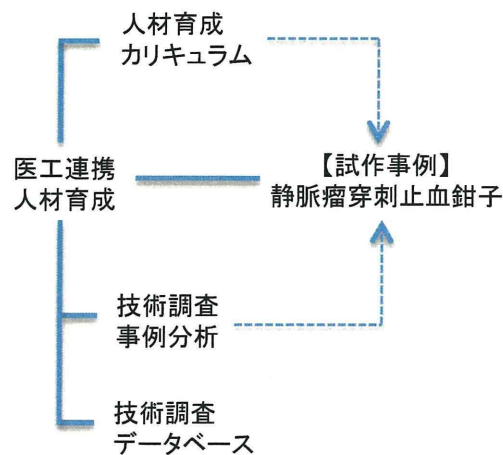 人材育成
カリキュラム
医工連携
人材育成
【試作事例】
静脈瘤穿刺止血鉗子
技術調査
事例分析
技術調査
データベース